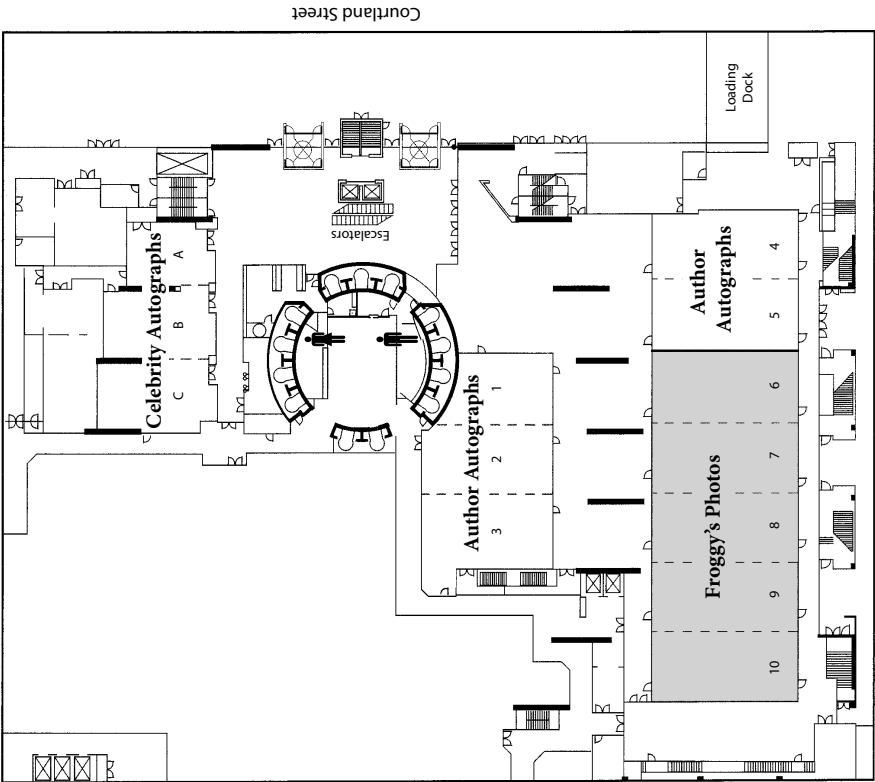 Courtland Street
Loading
Dock
Escalators
Celebrity Autographs
A
B
C
Author
Autographs
4
5
Author Autographs
1
2
3
Froggy's Photos
6
7
8
9
10